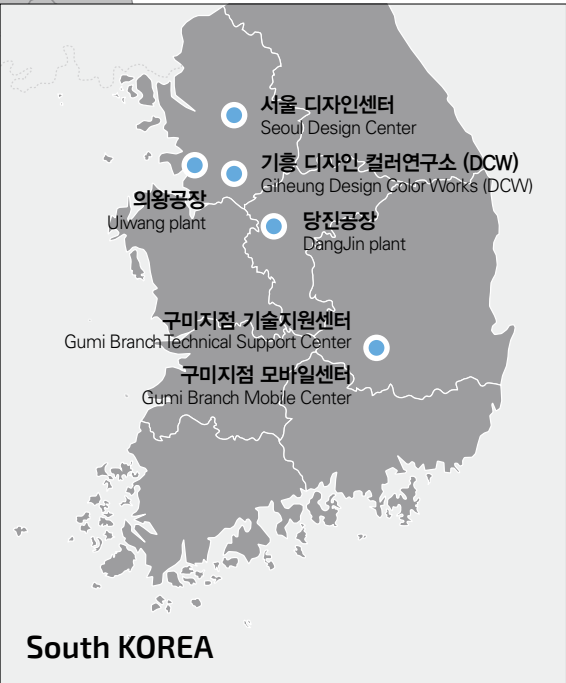 서울 디자인센터
Seoul Design Center
기흥 디자인 컬러연구소 (DCW)
Giheung Design Color Works (DCW)
의왕공장
Uiwang plant
당진공장
DangJin plant
구미지점 기술지원센터
Gumi Branch Technical Support Center
구미지점 모바일센터
Gumi Branch Mobile Center
South KOREA